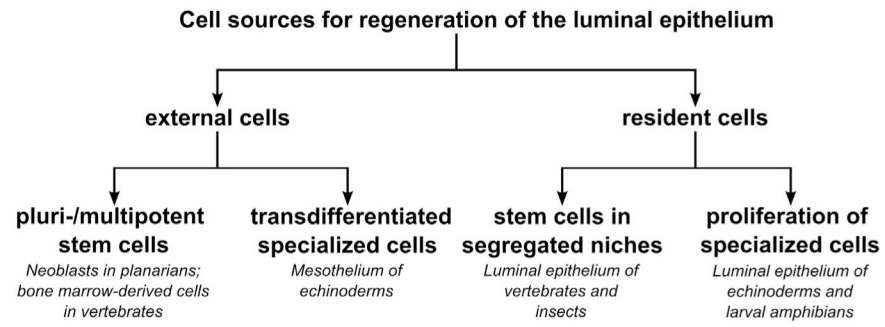 Cell sources for regeneration of the luminal epithelium
external cells
resident cells
pluri-/multipotent
stem cells
Neoblasts in planarians;
bone marrow-derived cells
in vertebrates
transdifferentiated
specialized cells
Mesothelium of
echinoderms
stem cells in
segregated niches
Luminal epithelium of
vertebrates and
insects
proliferation of
specialized cells
Luminal epithelium of
echinoderms and
larval amphibians